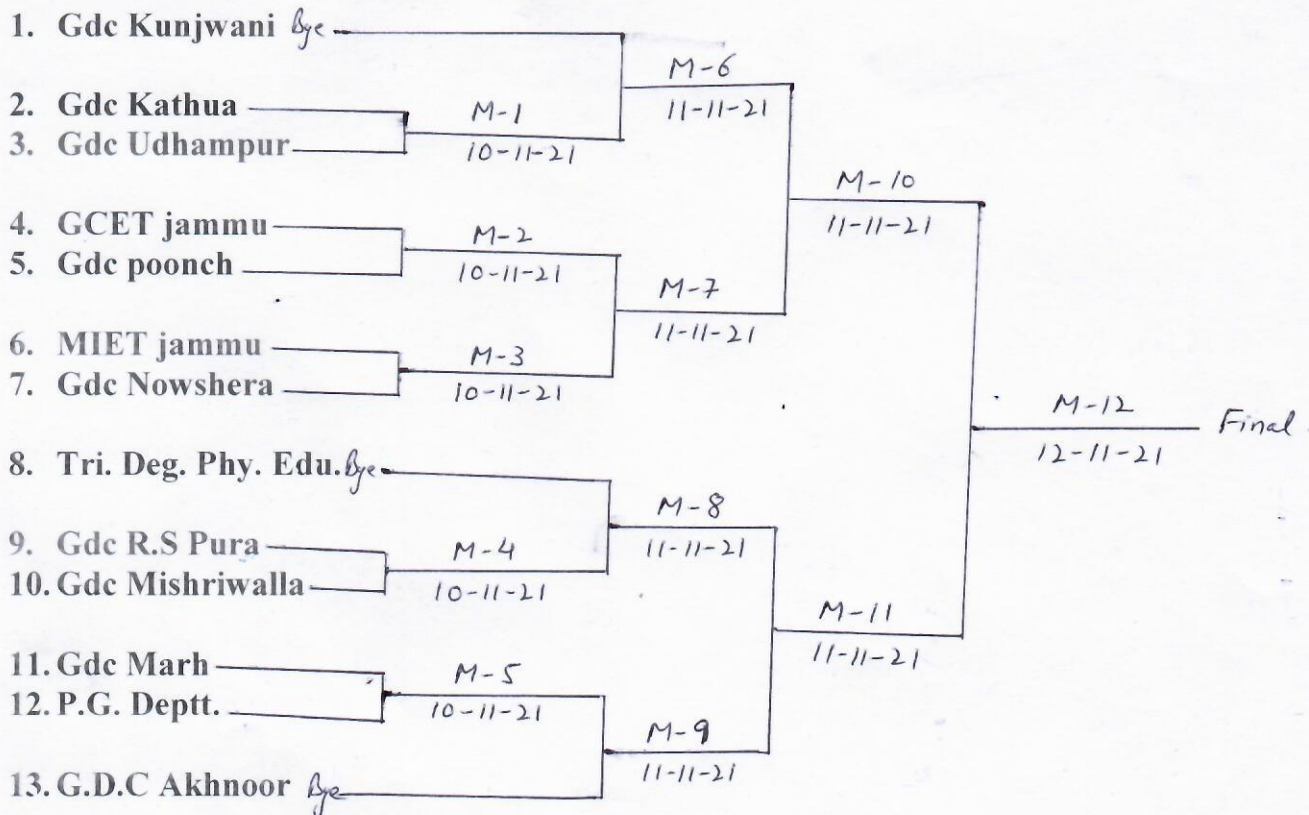 1. Gdc Kunjwani Bye
M-6
11-11-21
2. Gdc Kathua
M-1
3. Gdc Udhampur
10-11-21
M-10
11-11-21
4. GCET jammu
M-2
5. Gdc poonch
10-11-21
M-7
11-11-21
6. MIET jammu
M-3
7. Gdc Nowshera
10-11-21
M-12
12-11-21
Final
8. Tri. Deg. Phy. Edu. Bye
M-8
11-11-21
9. Gdc R.S Pura
M-4
10. Gdc Mishriwalla
10-11-21
M-11
11-11-21
11. Gdc Marh
M-5
12. P.G. Deptt.
10-11-21
M-9
11-11-21
13. G.D.C Akhnoor Bye